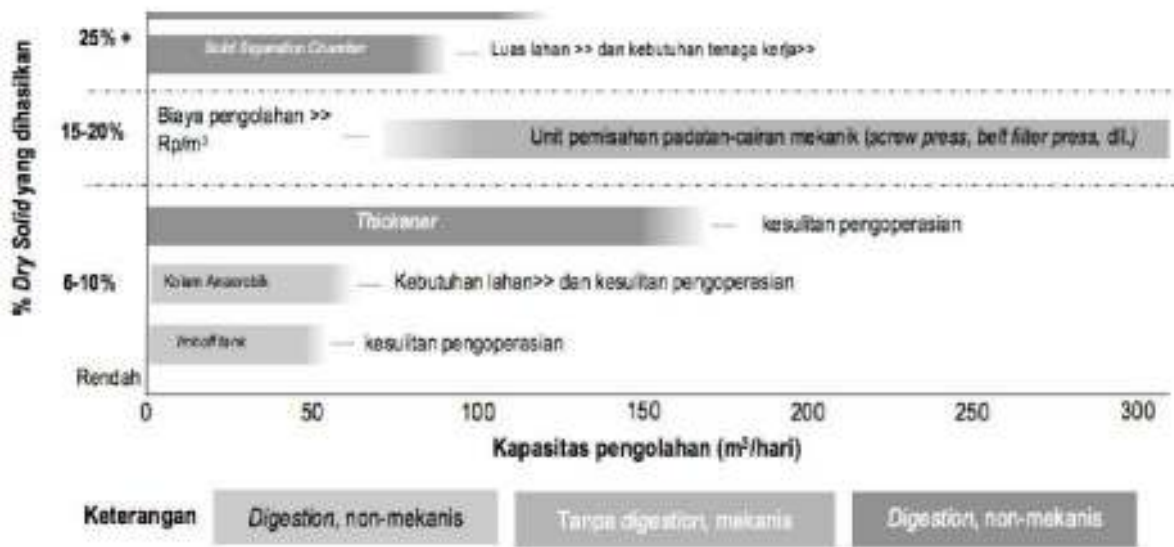 % Dry Solid yang dihasilkan
25% +
Solid Separation Chamber
Luas lahan >> dan kebutuhan tenaga kerja>>
15-20%
Biaya pengolahan >>
Rp/m³
Unit pemisahan padatan-cairan mekanik (screw press, belt filter press, dll.)
Thickener
kesulitan pengoperasian
6-10%
Kolam Anaerobik
Kebutuhan lahan>> dan kesulitan pengoperasian
Imhoff tank
kesulitan pengoperasian
Rendah
0 50 100 150 200 250 300
Kapasitas pengolahan (m³/hari)
Keterangan
Digestion, non-mekanis
Tanpa digestion, mekanis
Digestion, non-mekanis